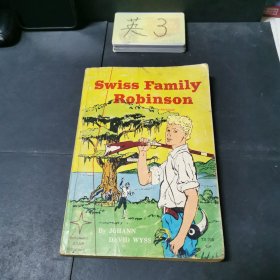 英3
Swiss Family
Robinson
By JOHANN
DAVID WYSS